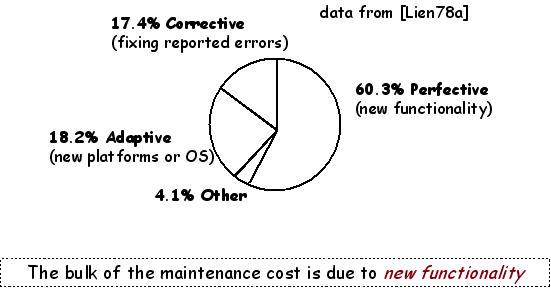 data from [Lien78a]
17.4% Corrective
(fixing reported errors)
60.3% Perfective
(new functionality)
18.2% Adaptive
(new platforms or OS)
4.1% Other
The bulk of the maintenance cost is due to new functionality